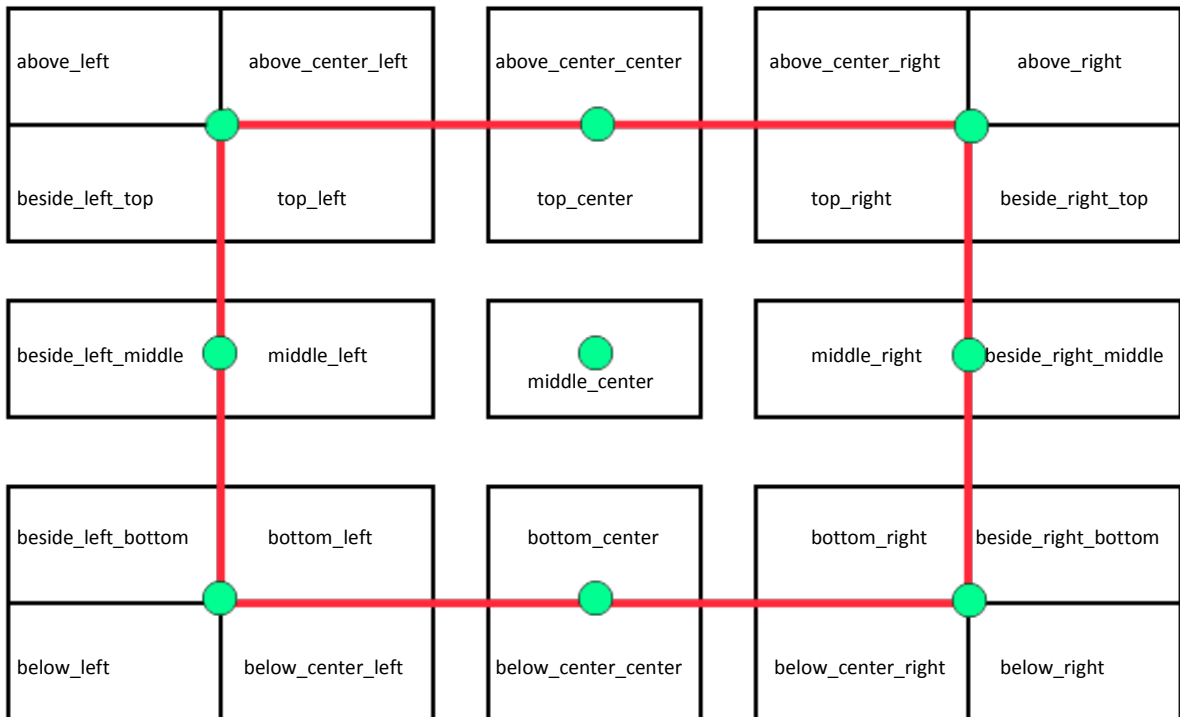 above_left above_center_left above_center_center above_center_right above_right
beside_left_top top_left top_center top_right beside_right_top
beside_left_middle middle_left middle_right beside_right_middle
middle_center
beside_left_bottom bottom_left bottom_center bottom_right beside_right_bottom
below_left below_center_left below_center_center below_center_right below_right